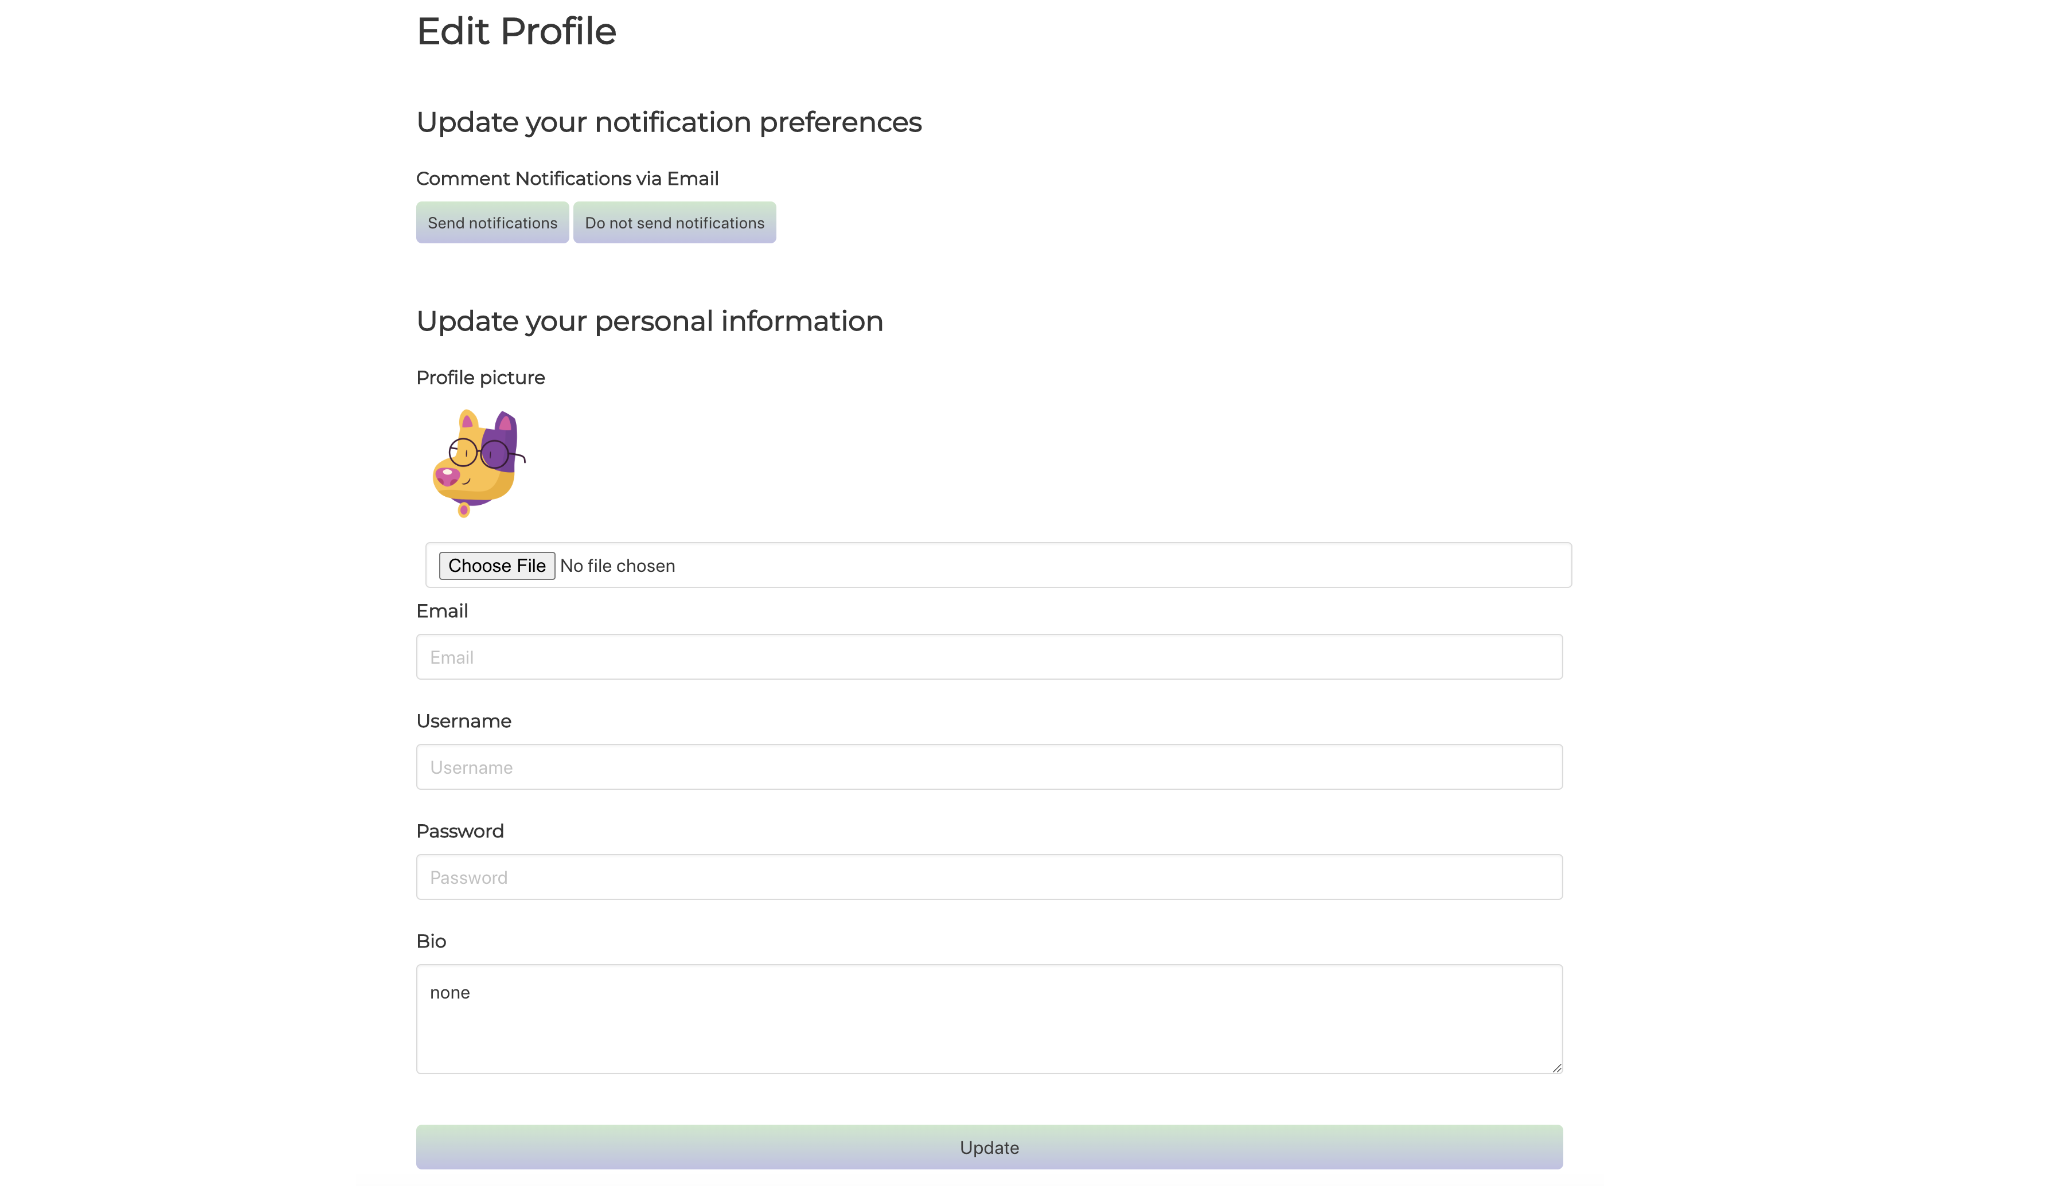 Edit Profile
Update your notification preferences
Comment Notifications via Email
Send notifications Do not send notifications
Update your personal information
Profile picture
Choose File No file chosen
Email
Email
Username
Username
Password
Password
Bio
none
Update